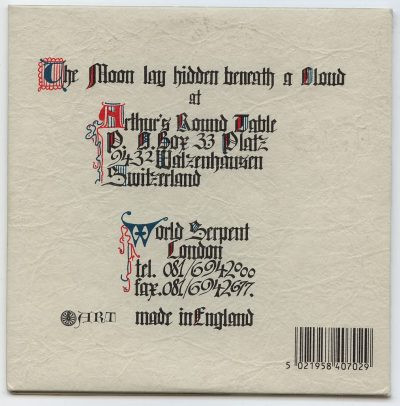 The Moon lay hidden beneath a Cloud
at
Arthur's Round Table
P. O. Box 33 Platz
9432 Walzenhausen
Switzerland
World Serpent
London
tel. 081/6942000
fax. 081/6942977.
ART made in England
5 021958 407029